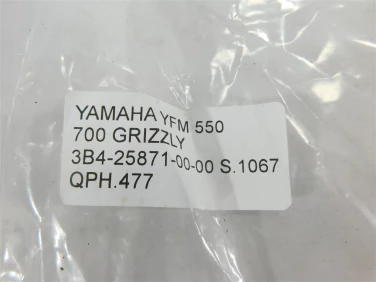 YAMAHA YFM 550
700 GRIZZLY
3B4-25871-00-00 S.1067
QPH.477